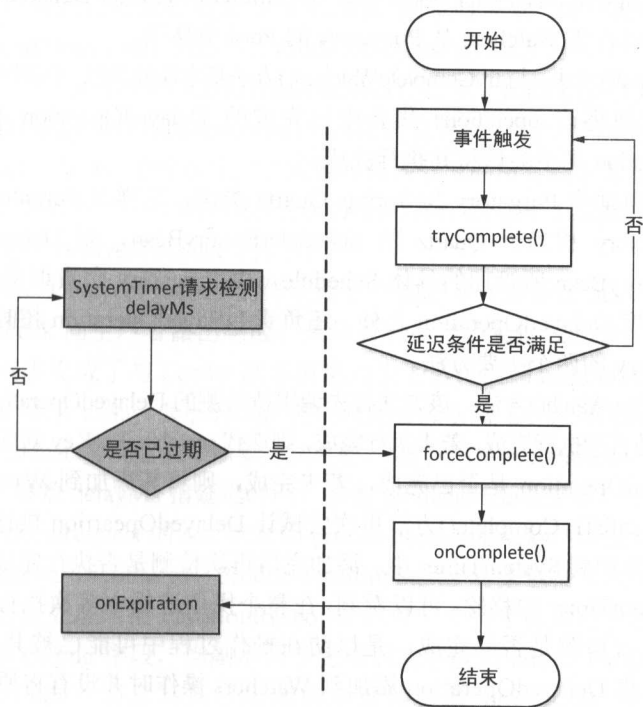 开始
事件触发
否
tryComplete()
SystemTimer请求检测
delayMs
延迟条件是否满足
否
是
是否已过期
是
forceComplete()
onComplete()
onExpiration
结束